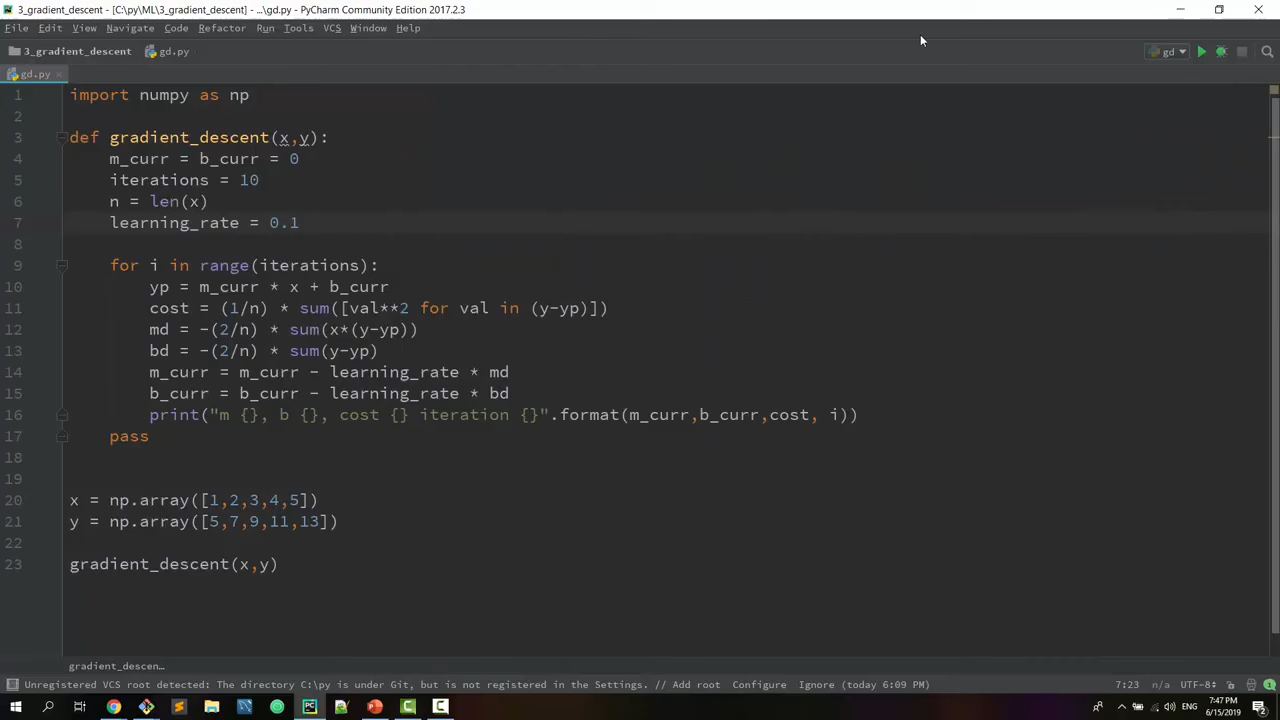 3_gradient_descent - [C:\py\ML\3_gradient_descent] - ...\gd.py - PyCharm Community Edition 2017.2.3
File Edit View Navigate Code Refactor Run Tools VCS Window Help
3_gradient_descent gd.py gd
gd.py
1 import numpy as np
2
3 def gradient_descent(x,y):
4 m_curr = b_curr = 0
5 iterations = 10
6 n = len(x)
7 learning_rate = 0.1
8
9 for i in range(iterations):
10 yp = m_curr * x + b_curr
11 cost = (1/n) * sum([val**2 for val in (y-yp)])
12 md = -(2/n) * sum(x*(y-yp))
13 bd = -(2/n) * sum(y-yp)
14 m_curr = m_curr - learning_rate * md
15 b_curr = b_curr - learning_rate * bd
16 print("m {}, b {}, cost {} iteration {}".format(m_curr,b_curr,cost, i))
17 pass
18
19
20 x = np.array([1,2,3,4,5])
21 y = np.array([5,7,9,11,13])
22
23 gradient_descent(x,y)
gradient_descen...
Unregistered VCS root detected: The directory C:\py is under Git, but is not registered in the Settings. // Add root Configure Ignore (today 6:09 PM) 7:23 n/a UTF-8
PC ENG 7:47 PM
6/15/2019